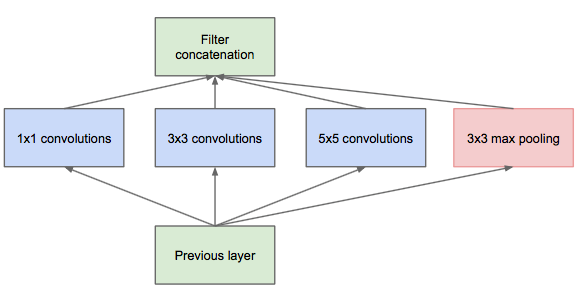 Filter
concatenation
1x1 convolutions
3x3 convolutions
5x5 convolutions
3x3 max pooling
Previous layer